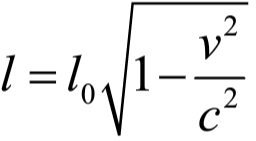 l = l₀√(1 − v²/c²)